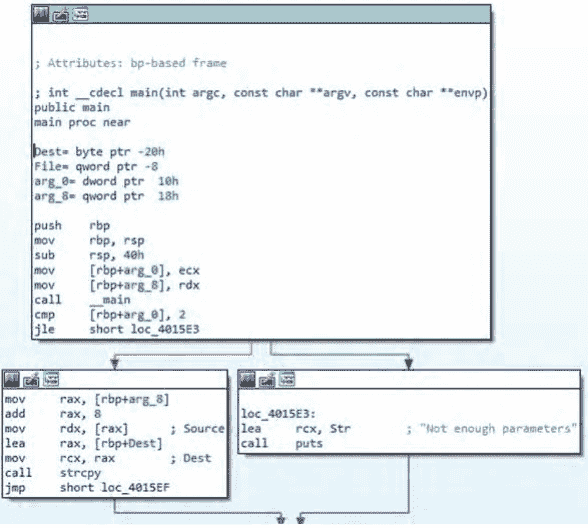 ; Attributes: bp-based frame
; int __cdecl main(int argc, const char **argv, const char **envp)
public main
main proc near
Dest= byte ptr -20h
File= qword ptr -8
arg_0= dword ptr  10h
arg_8= qword ptr  18h
push    rbp
mov     rbp, rsp
sub     rsp, 40h
mov     [rbp+arg_0], ecx
mov     [rbp+arg_8], rdx
call    __main
cmp     [rbp+arg_0], 2
jle     short loc_4015E3
mov     rax, [rbp+arg_8]
add     rax, 8
mov     rdx, [rax]      ; Source
lea     rax, [rbp+Dest]
mov     rcx, rax        ; Dest
call    strcpy
jmp     short loc_4015EF
loc_4015E3:
lea     rcx, Str        ; "Not enough parameters"
call    puts